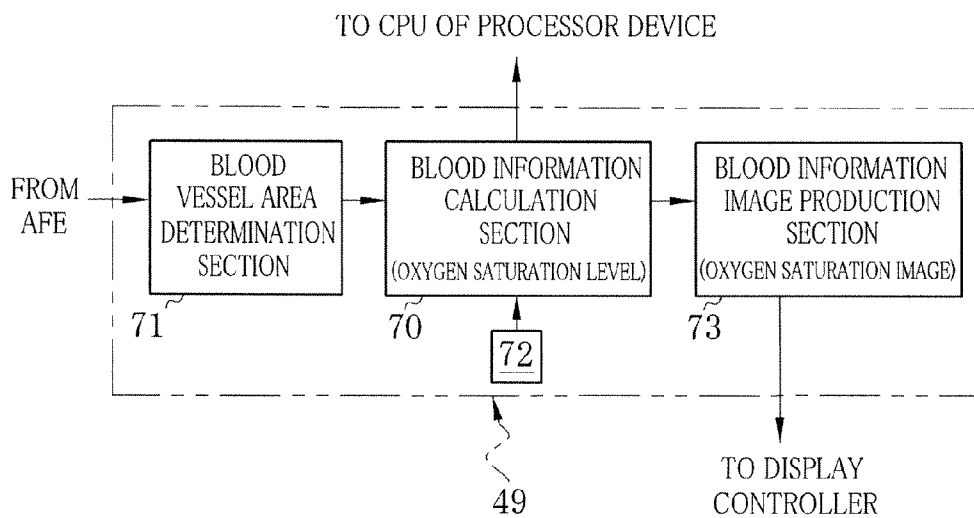 TO CPU OF PROCESSOR DEVICE
FROM
AFE
BLOOD
VESSEL AREA
DETERMINATION
SECTION
71
BLOOD INFORMATION
CALCULATION
SECTION
(OXYGEN SATURATION LEVEL)
70
BLOOD INFORMATION
IMAGE PRODUCTION
SECTION
(OXYGEN SATURATION IMAGE)
73
72
49
TO DISPLAY
CONTROLLER